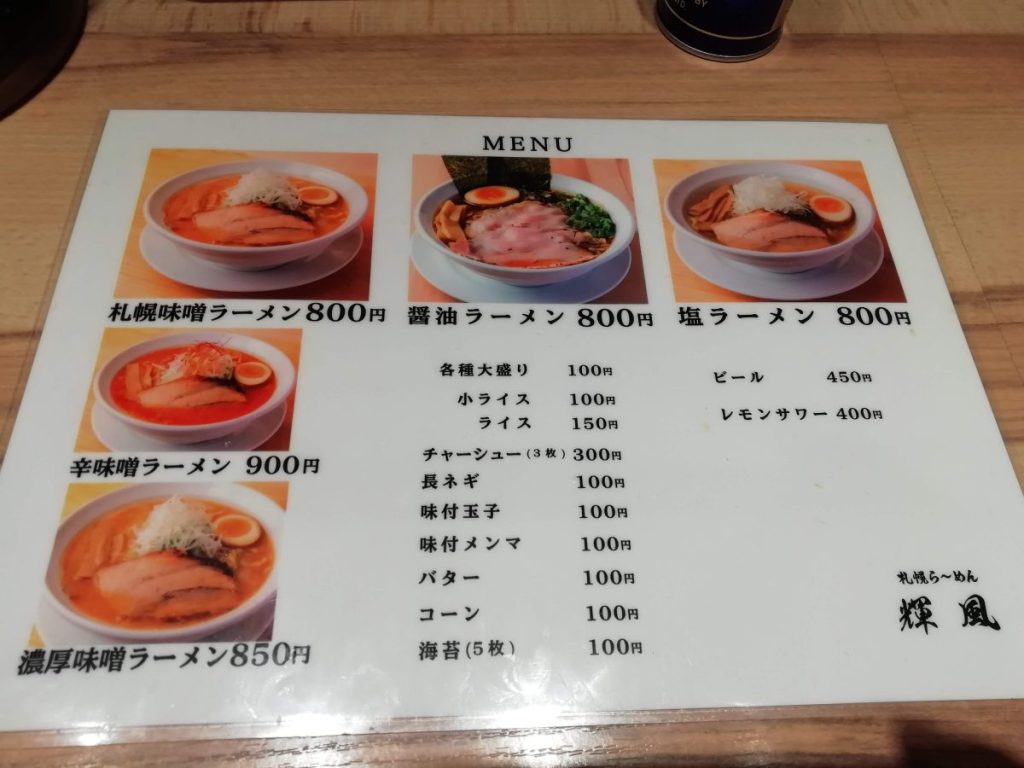 MENU
札幌味噌ラーメン 800円
醤油ラーメン 800円
塩ラーメン 800円
辛味噌ラーメン 900円
濃厚味噌ラーメン 850円
各種大盛り 100円
小ライス 100円
ライス 150円
チャーシュー(3枚) 300円
長ネギ 100円
味付玉子 100円
味付メンマ 100円
バター 100円
コーン 100円
海苔(5枚) 100円
ビール 450円
レモンサワー 400円
札幌ら〜めん
輝風